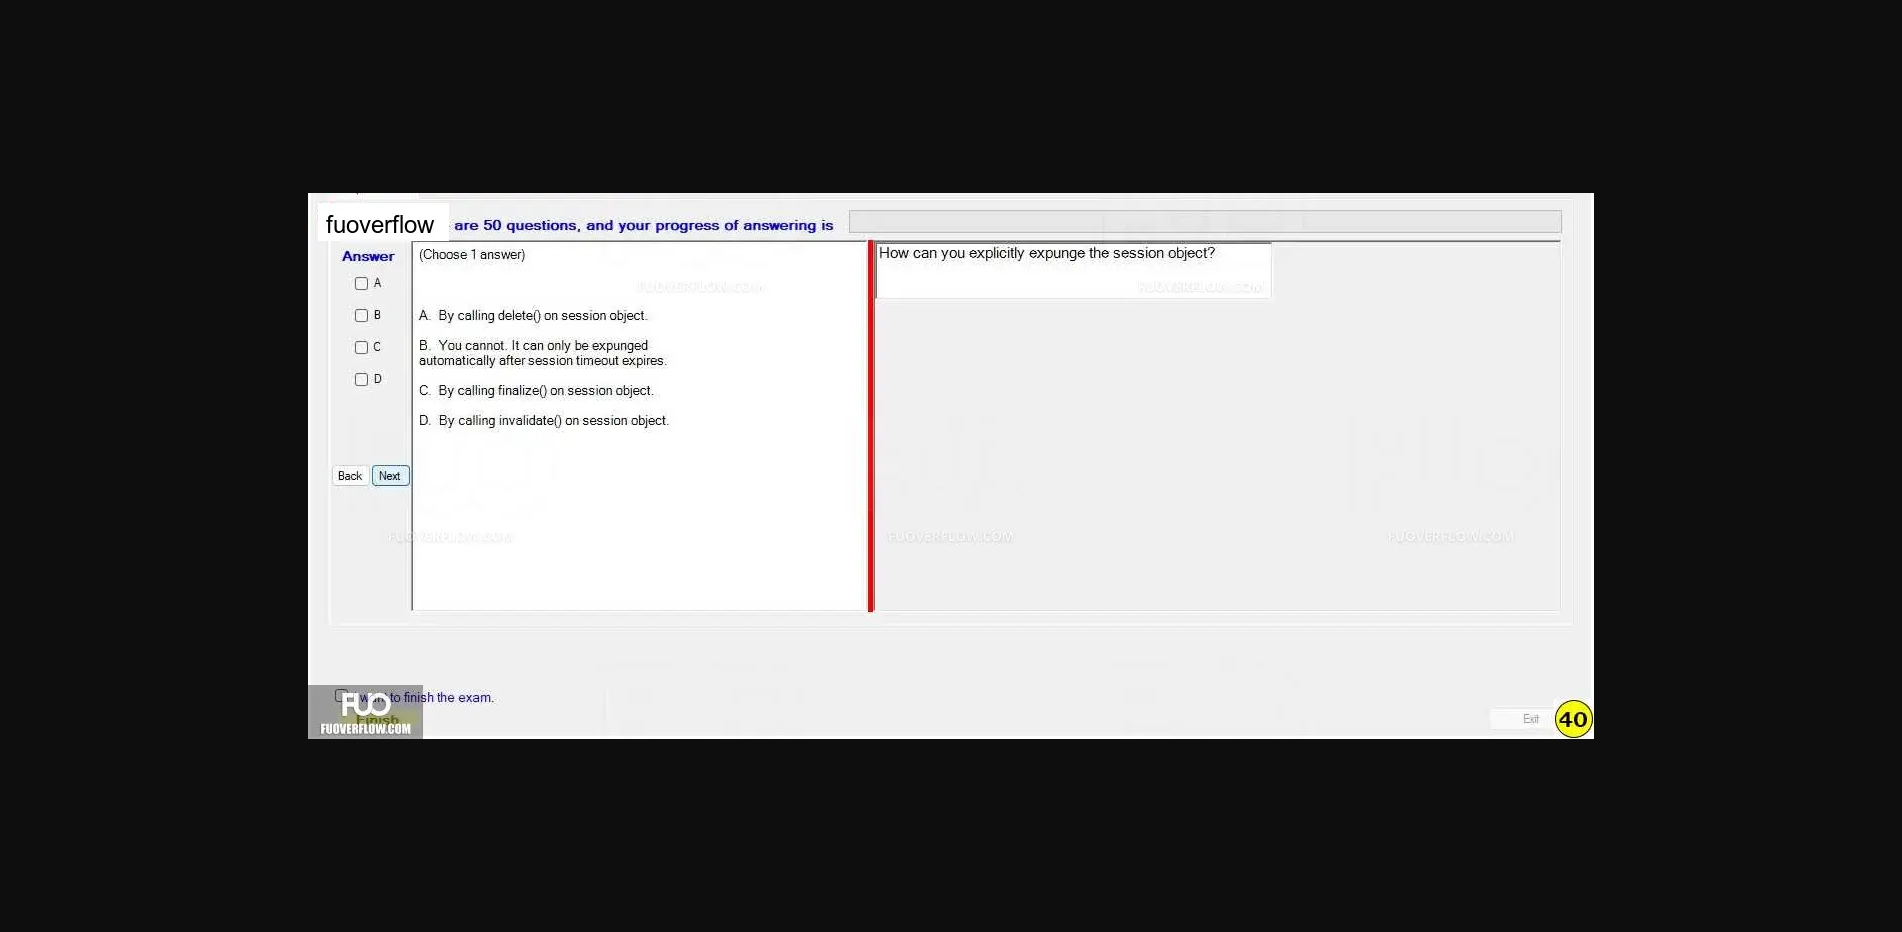 fuoverflow are 50 questions, and your progress of answering is
Answer
A
B
C
D
Back Next
(Choose 1 answer)
A. By calling delete() on session object.
B. You cannot. It can only be expunged
automatically after session timeout expires.
C. By calling finalize() on session object.
D. By calling invalidate() on session object.
How can you explicitly expunge the session object?
FUOVERFLOW.COM
FUOVERFLOW.COM
FUOVERFLOW.COM
FUOVERFLOW.COM
FUOVERFLOW.COM
I want to finish the exam.
FUO
Finish
FUOVERFLOW.COM
Exit
40